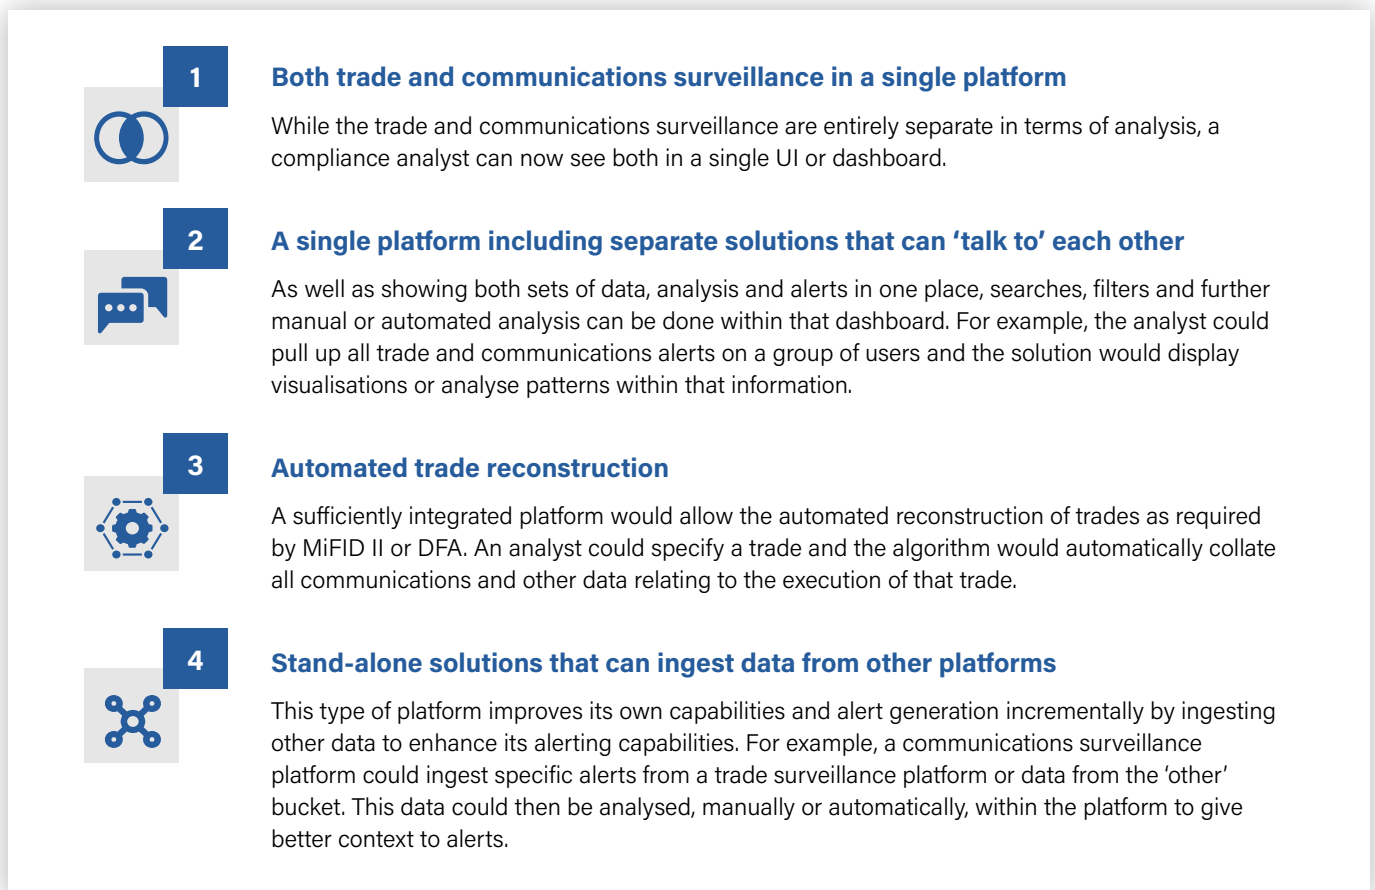 1
Both trade and communications surveillance in a single platform
While the trade and communications surveillance are entirely separate in terms of analysis, a
compliance analyst can now see both in a single UI or dashboard.
2
A single platform including separate solutions that can ‘talk to’ each other
As well as showing both sets of data, analysis and alerts in one place, searches, filters and further
manual or automated analysis can be done within that dashboard. For example, the analyst could
pull up all trade and communications alerts on a group of users and the solution would display
visualisations or analyse patterns within that information.
3
Automated trade reconstruction
A sufficiently integrated platform would allow the automated reconstruction of trades as required
by MiFID II or DFA. An analyst could specify a trade and the algorithm would automatically collate
all communications and other data relating to the execution of that trade.
4
Stand-alone solutions that can ingest data from other platforms
This type of platform improves its own capabilities and alert generation incrementally by ingesting
other data to enhance its alerting capabilities. For example, a communications surveillance
platform could ingest specific alerts from a trade surveillance platform or data from the ‘other’
bucket. This data could then be analysed, manually or automatically, within the platform to give
better context to alerts.